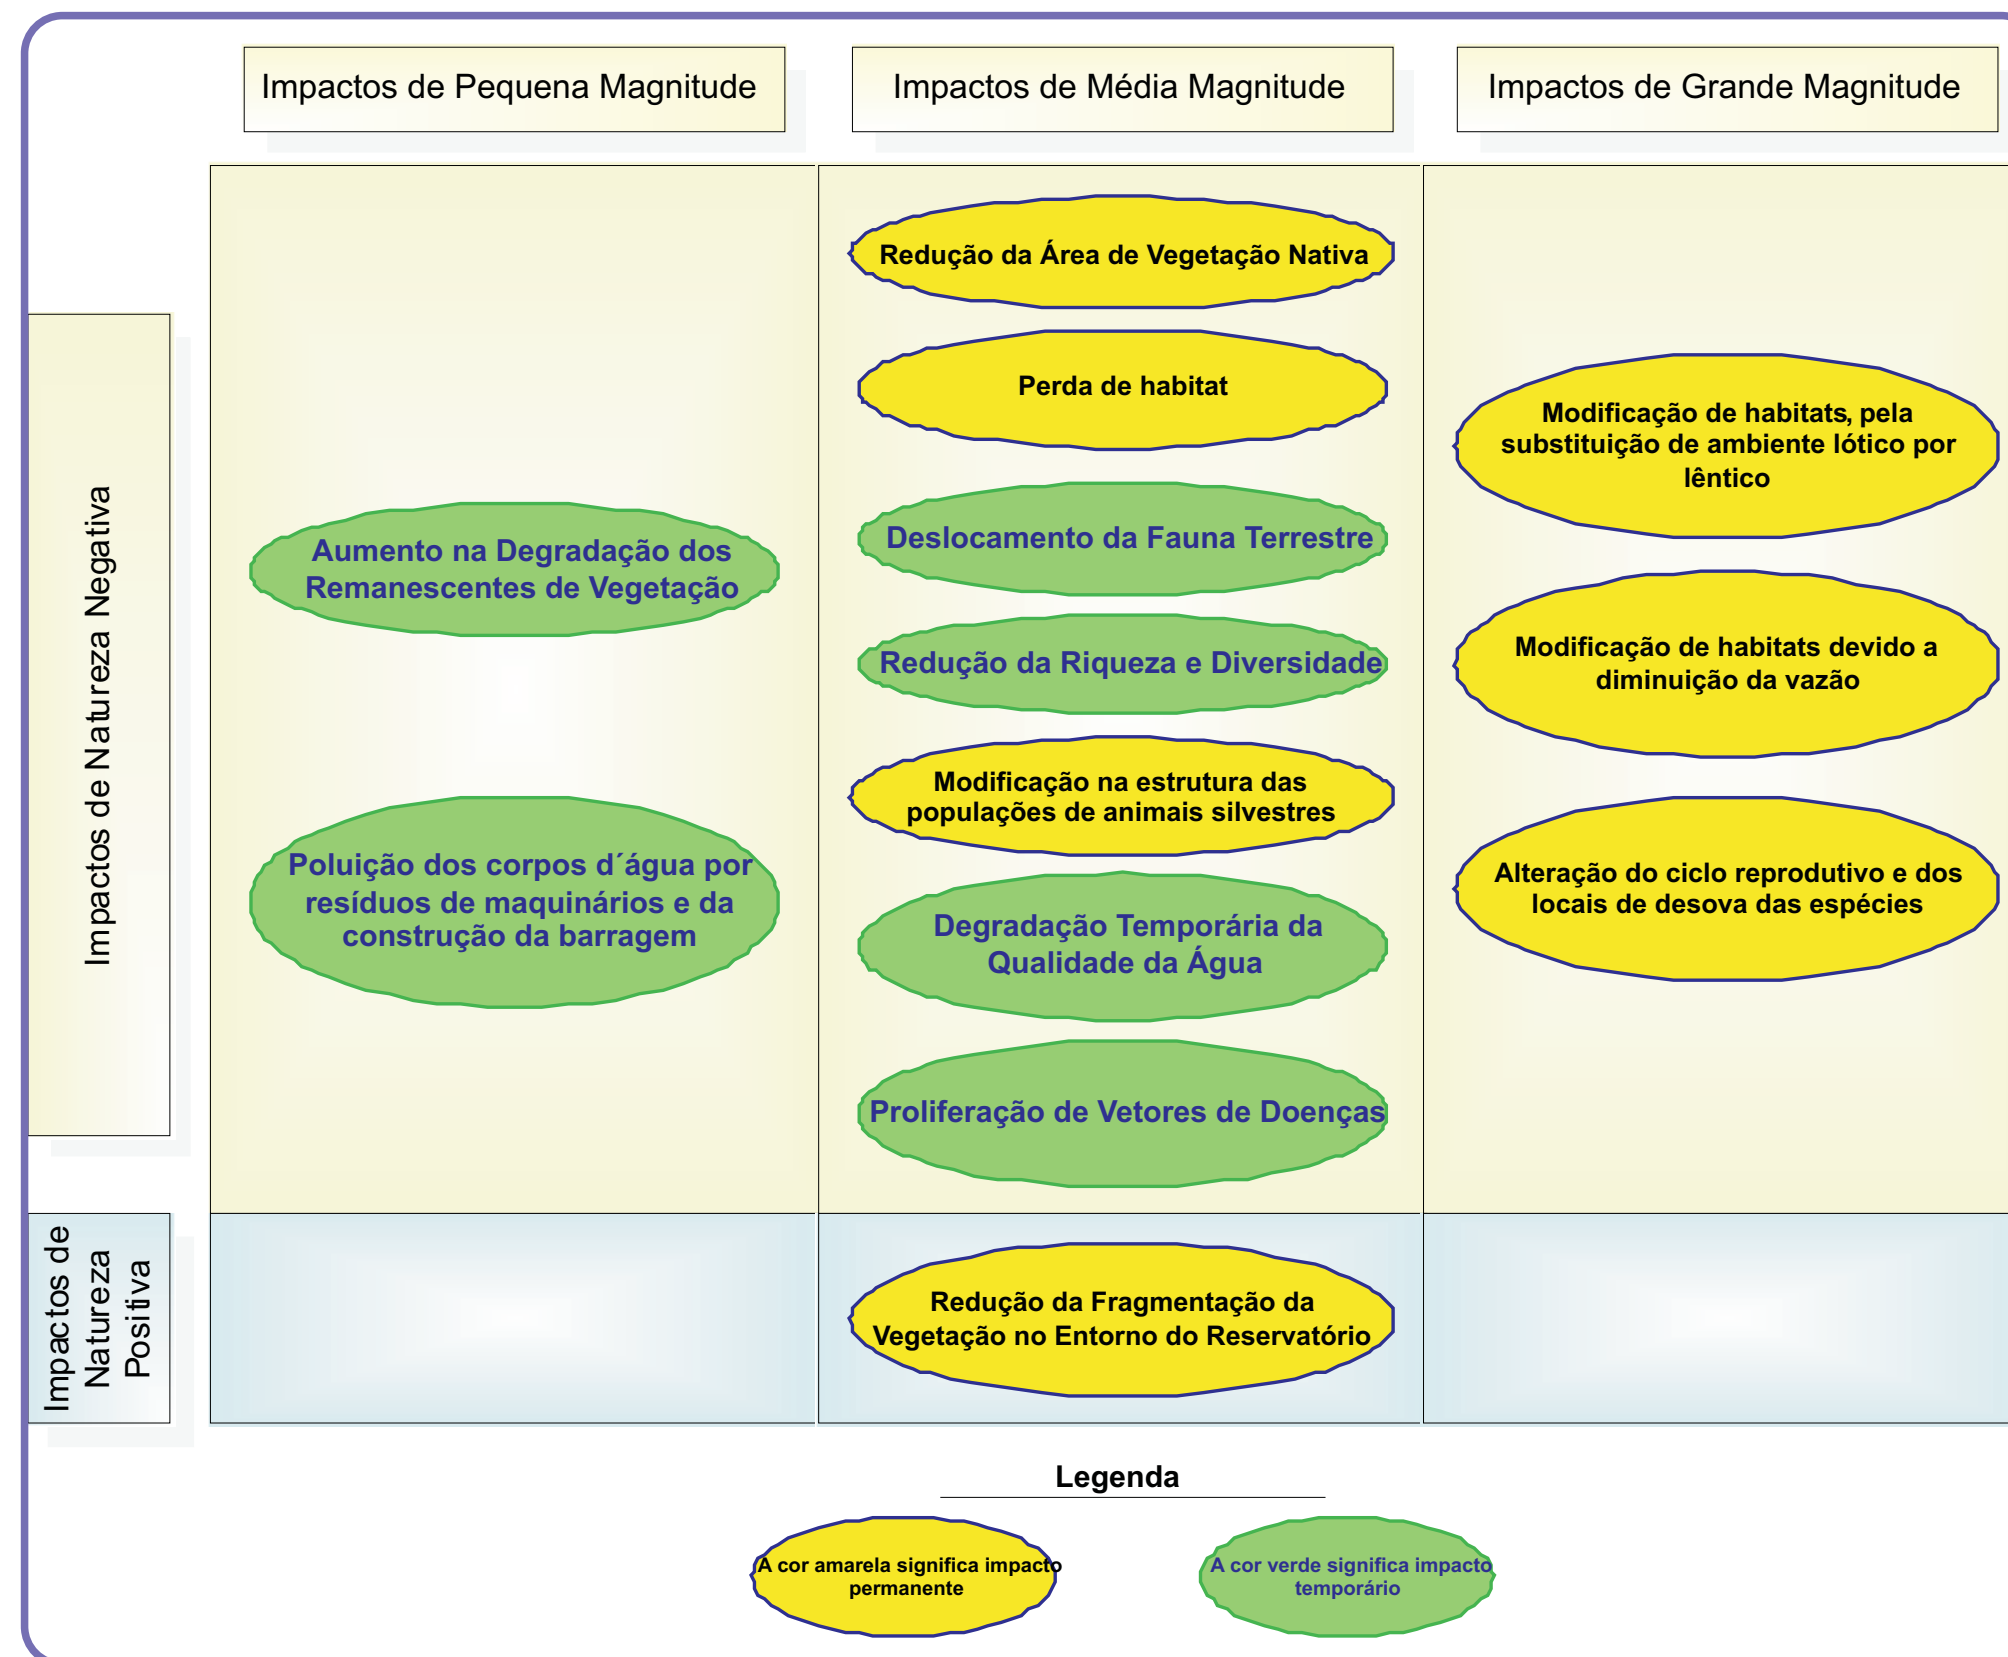 Impactos de Pequena Magnitude
Impactos de Média Magnitude
Impactos de Grande Magnitude
Impactos de Natureza Negativa
Aumento na Degradação dos
Remanescentes de Vegetação
Poluição dos corpos d´água por
resíduos de maquinários e da
construção da barragem
Redução da Área de Vegetação Nativa
Perda de habitat
Deslocamento da Fauna Terrestre
Redução da Riqueza e Diversidade
Modificação na estrutura das
populações de animais silvestres
Degradação Temporária da
Qualidade da Água
Proliferação de Vetores de Doenças
Modificação de habitats, pela
substituição de ambiente lótico por
lêntico
Modificação de habitats devido a
diminuição da vazão
Alteração do ciclo reprodutivo e dos
locais de desova das espécies
Impactos de
Natureza
Positiva
Redução da Fragmentação da
Vegetação no Entorno do Reservatório
Legenda
A cor amarela significa impacto
permanente
A cor verde significa impacto
temporário